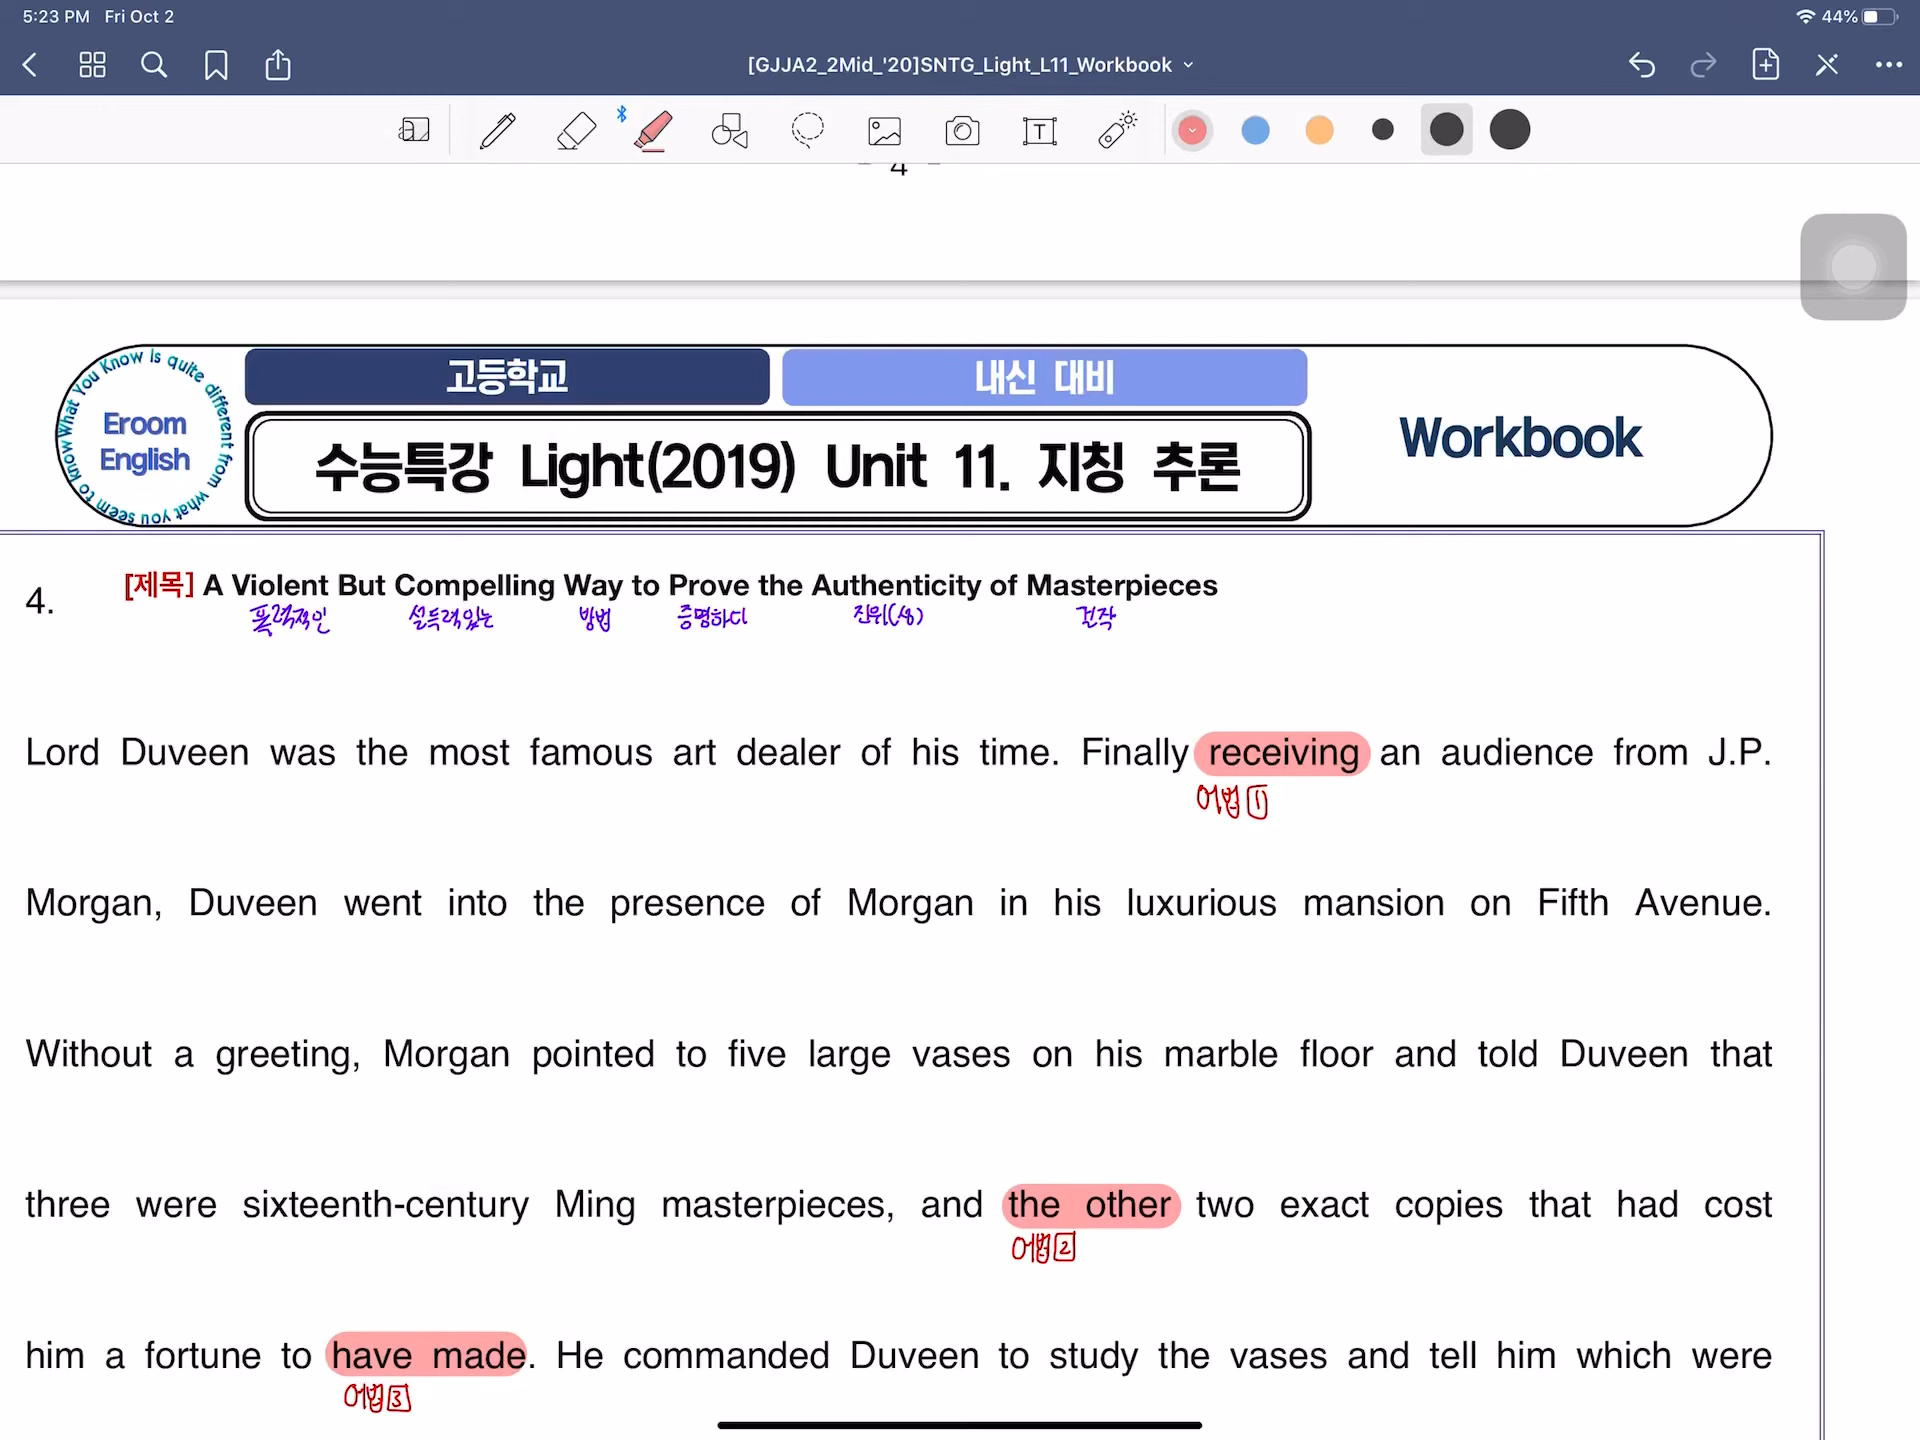 5:23 PM Fri Oct 2
44%
[GJJA2_2Mid_'20]SNTG_Light_L11_Workbook
- 4 -
What You Know is quite different from what you seem to know
Eroom
English
고등학교
내신 대비
수능특강 Light(2019) Unit 11. 지칭 추론
Workbook
4. [제목] A Violent But Compelling Way to Prove the Authenticity of Masterpieces
폭력적인 설득력있는 방법 증명하다 진위(성) 걸작
Lord Duveen was the most famous art dealer of his time. Finally receiving an audience from J.P.
어법 1
Morgan, Duveen went into the presence of Morgan in his luxurious mansion on Fifth Avenue.
Without a greeting, Morgan pointed to five large vases on his marble floor and told Duveen that
three were sixteenth-century Ming masterpieces, and the other two exact copies that had cost
어법 2
him a fortune to have made. He commanded Duveen to study the vases and tell him which were
어법 3